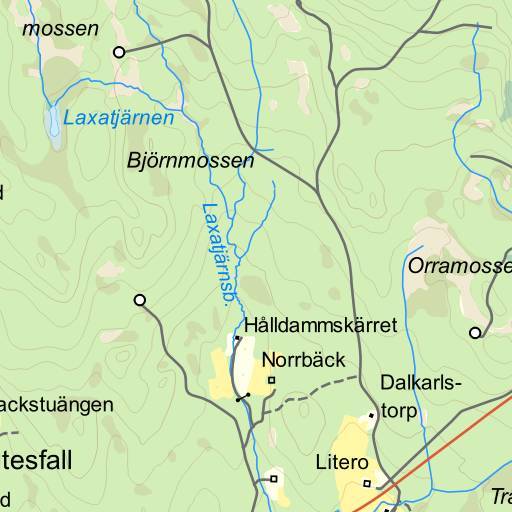 mossen
Laxatjärnen
Björnmossen
d
Laxatjärnsb.
Orramosse
Hålldammskärret
Norrbäck
Dalkarls-
torp
ackstuängen
tesfall
Litero
d
Tra